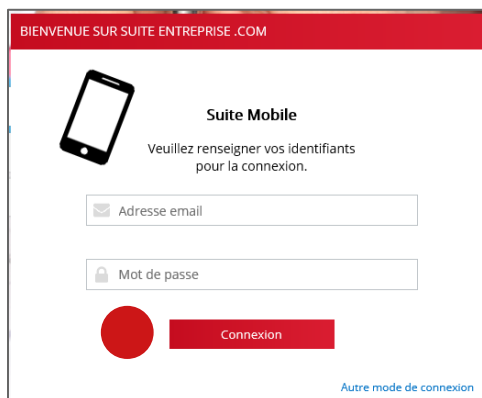 BIENVENUE SUR SUITE ENTREPRISE .COM
Suite Mobile
Veuillez renseigner vos identifiants
pour la connexion.
Adresse email
Mot de passe
Connexion
Autre mode de connexion